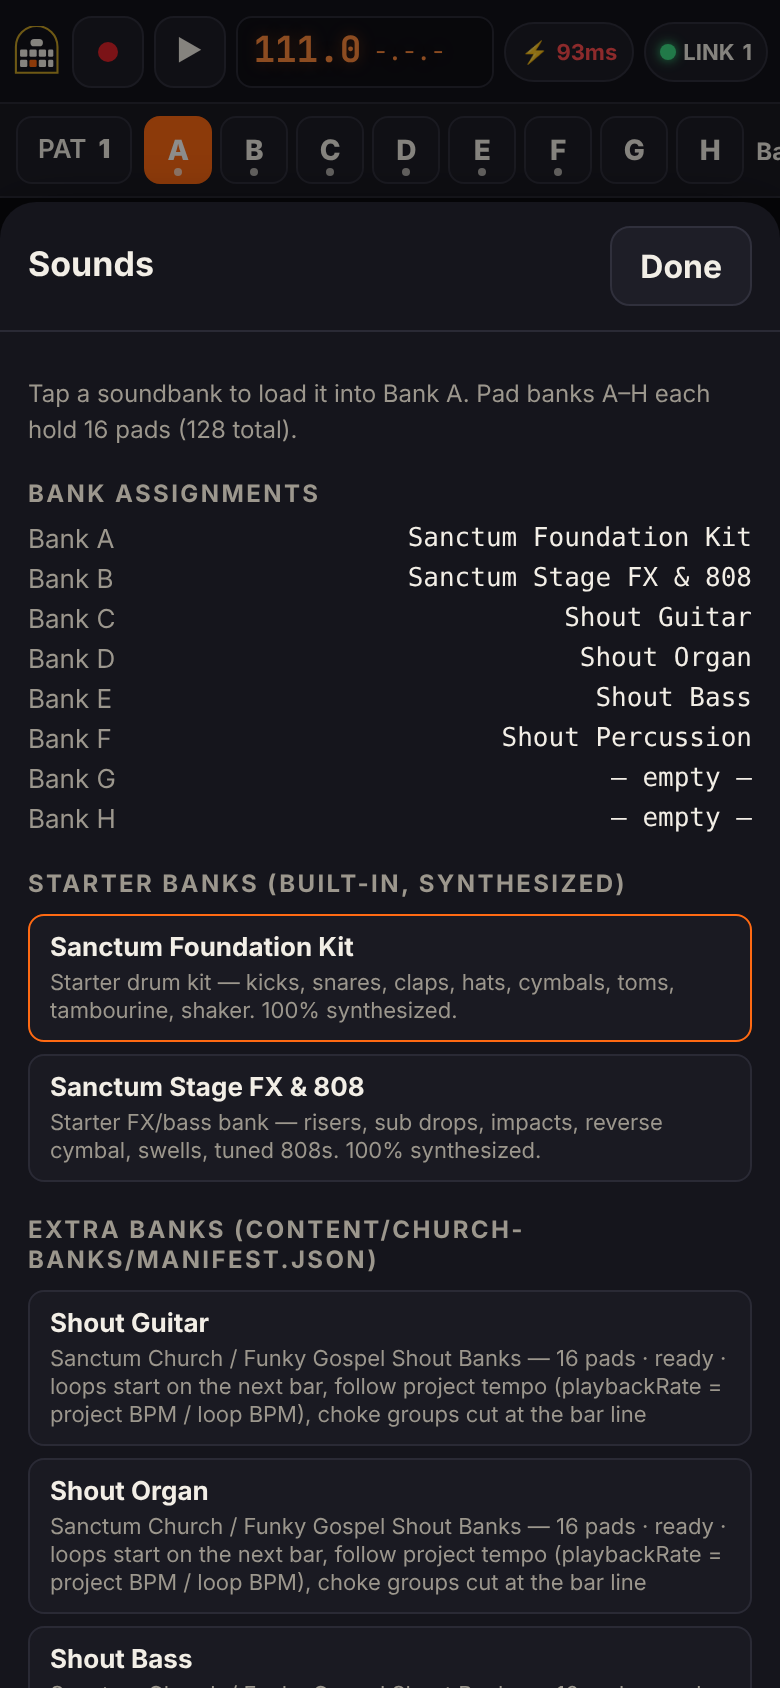 111.0 -.-.-
⚡ 93ms
LINK 1
PAT 1
A
B
C
D
E
F
G
H
Ba
Sounds
Done
Tap a soundbank to load it into Bank A. Pad banks A–H each
hold 16 pads (128 total).
BANK ASSIGNMENTS
Bank A Sanctum Foundation Kit
Bank B Sanctum Stage FX & 808
Bank C Shout Guitar
Bank D Shout Organ
Bank E Shout Bass
Bank F Shout Percussion
Bank G — empty —
Bank H — empty —
STARTER BANKS (BUILT-IN, SYNTHESIZED)
Sanctum Foundation Kit
Starter drum kit — kicks, snares, claps, hats, cymbals, toms,
tambourine, shaker. 100% synthesized.
Sanctum Stage FX & 808
Starter FX/bass bank — risers, sub drops, impacts, reverse
cymbal, swells, tuned 808s. 100% synthesized.
EXTRA BANKS (CONTENT/CHURCH-
BANKS/MANIFEST.JSON)
Shout Guitar
Sanctum Church / Funky Gospel Shout Banks — 16 pads · ready ·
loops start on the next bar, follow project tempo (playbackRate =
project BPM / loop BPM), choke groups cut at the bar line
Shout Organ
Sanctum Church / Funky Gospel Shout Banks — 16 pads · ready ·
loops start on the next bar, follow project tempo (playbackRate =
project BPM / loop BPM), choke groups cut at the bar line
Shout Bass